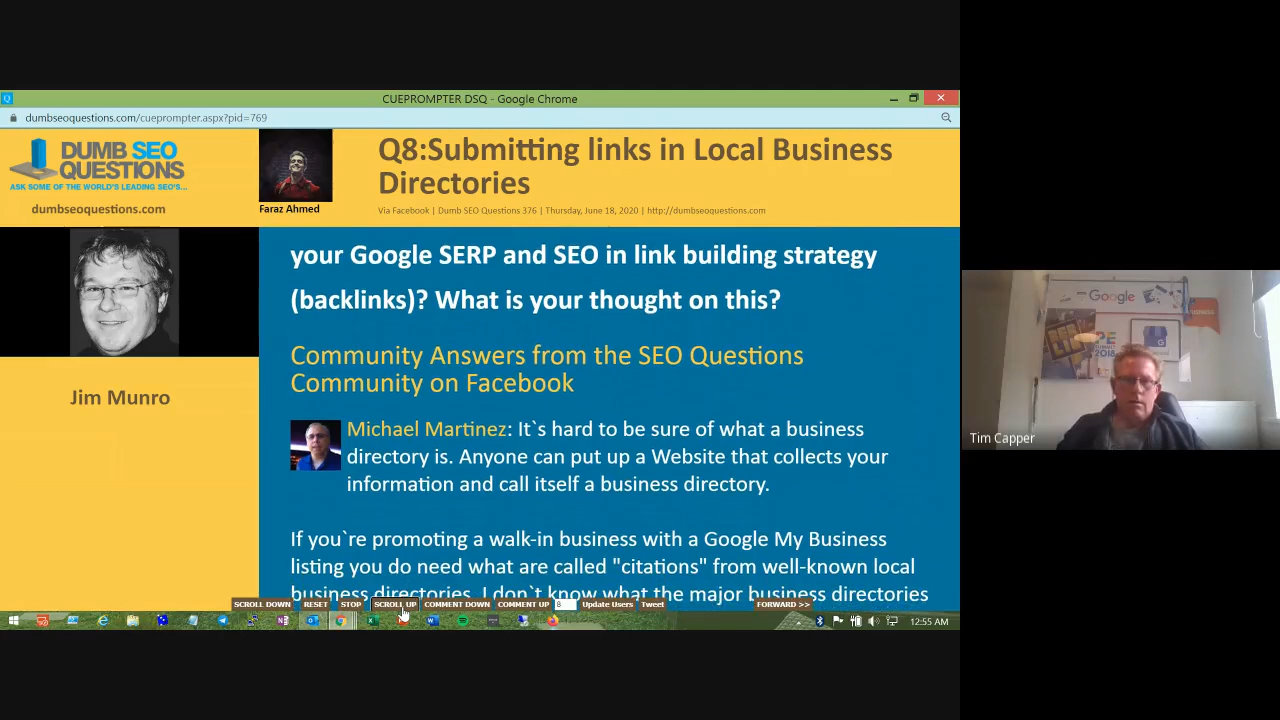 CUEPROMPTER DSQ - Google Chrome
dumbseoquestions.com/cueprompter.aspx?pid=769
DUMB SEO
QUESTIONS
ASK SOME OF THE WORLD'S LEADING SEO'S...
dumbseoquestions.com
Faraz Ahmed
Q8:Submitting links in Local Business
Directories
Via Facebook | Dumb SEO Questions 376 | Thursday, June 18, 2020 | http://dumbseoquestions.com
Jim Munro
your Google SERP and SEO in link building strategy
(backlinks)? What is your thought on this?
Community Answers from the SEO Questions
Community on Facebook
Michael Martinez: It`s hard to be sure of what a business
directory is. Anyone can put up a Website that collects your
information and call itself a business directory.
If you`re promoting a walk-in business with a Google My Business
listing you do need what are called "citations" from well-known local
business directories. I don`t know what the major business directories
SCROLL DOWN RESET STOP SCROLL UP COMMENT DOWN COMMENT UP 8 Update Users Tweet FORWARD >>
12:55 AM
Google
2018
Tim Capper